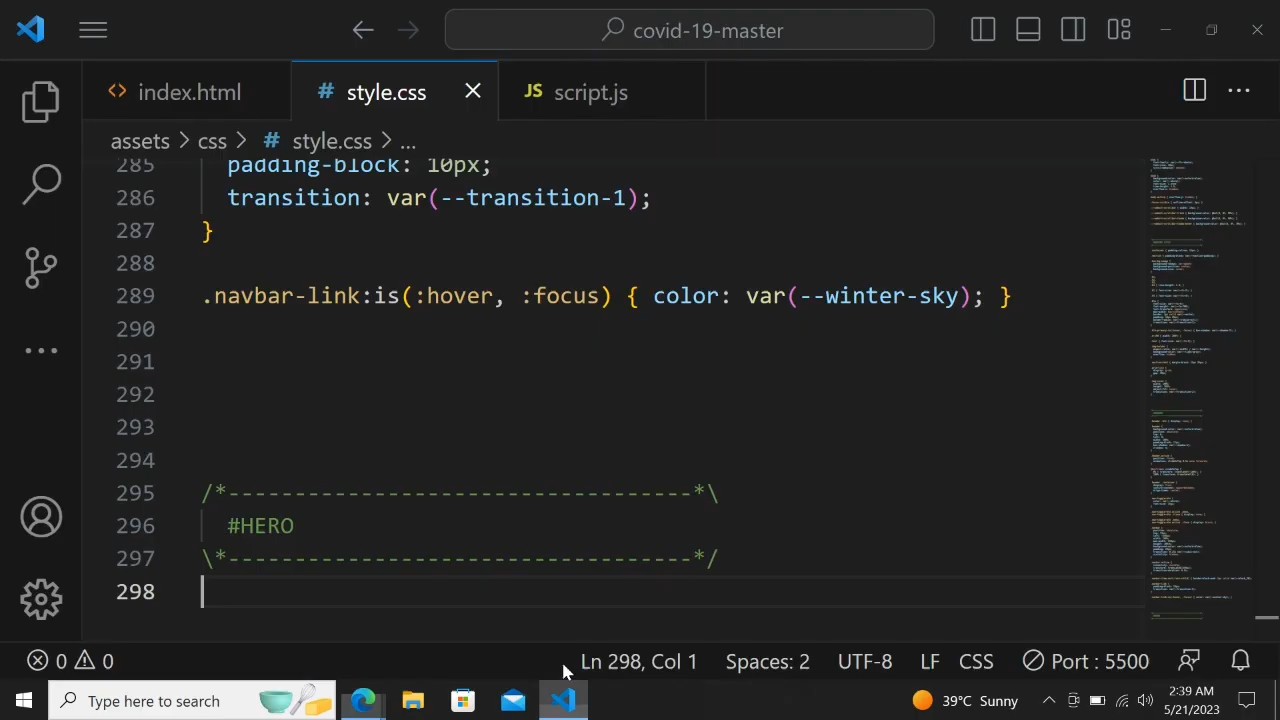 covid-19-master
<> index.html
# style.css
JS script.js
assets > css > # style.css > ...
285 padding-block: 10px;
286 transition: var(--transition-1);
287 }
288
289 .navbar-link:is(:hover, :focus) { color: var(--winter-sky); }
290
291
292
293
294
295 /*-----------------------------------*\
296 #HERO
297 \*-----------------------------------*/
298
0 0
Ln 298, Col 1 Spaces: 2 UTF-8 LF CSS Port : 5500
Type here to search
39°C Sunny
2:39 AM
5/21/2023